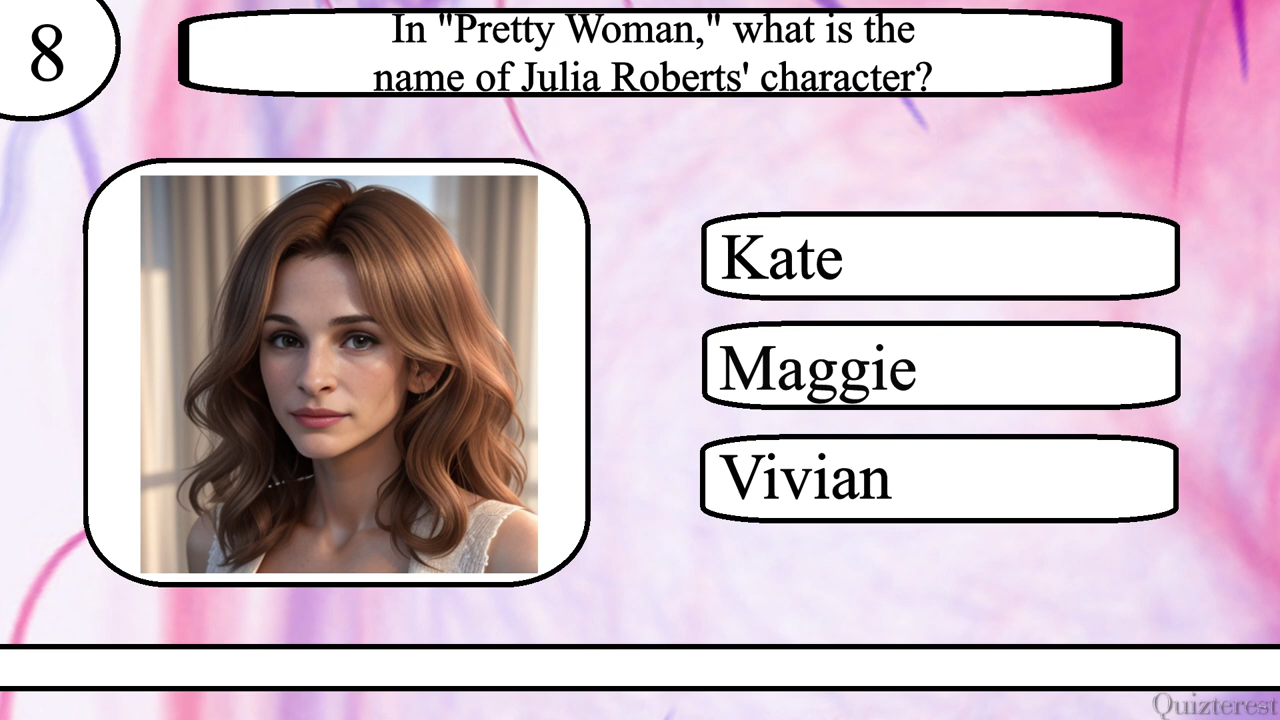 8
In "Pretty Woman," what is the
name of Julia Roberts' character?
Kate
Maggie
Vivian
Quizterest